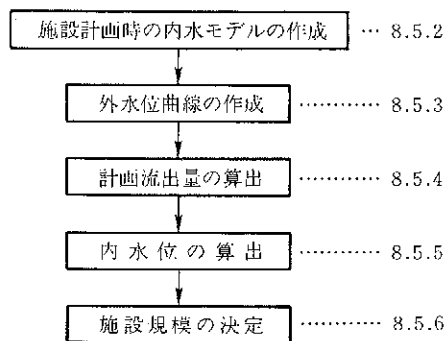 施設計画時の内水モデルの作成 … 8.5.2
外水位曲線の作成 ………… 8.5.3
計画流出量の算出 ………… 8.5.4
内水位の算出 ………… 8.5.5
施設規模の決定 ………… 8.5.6